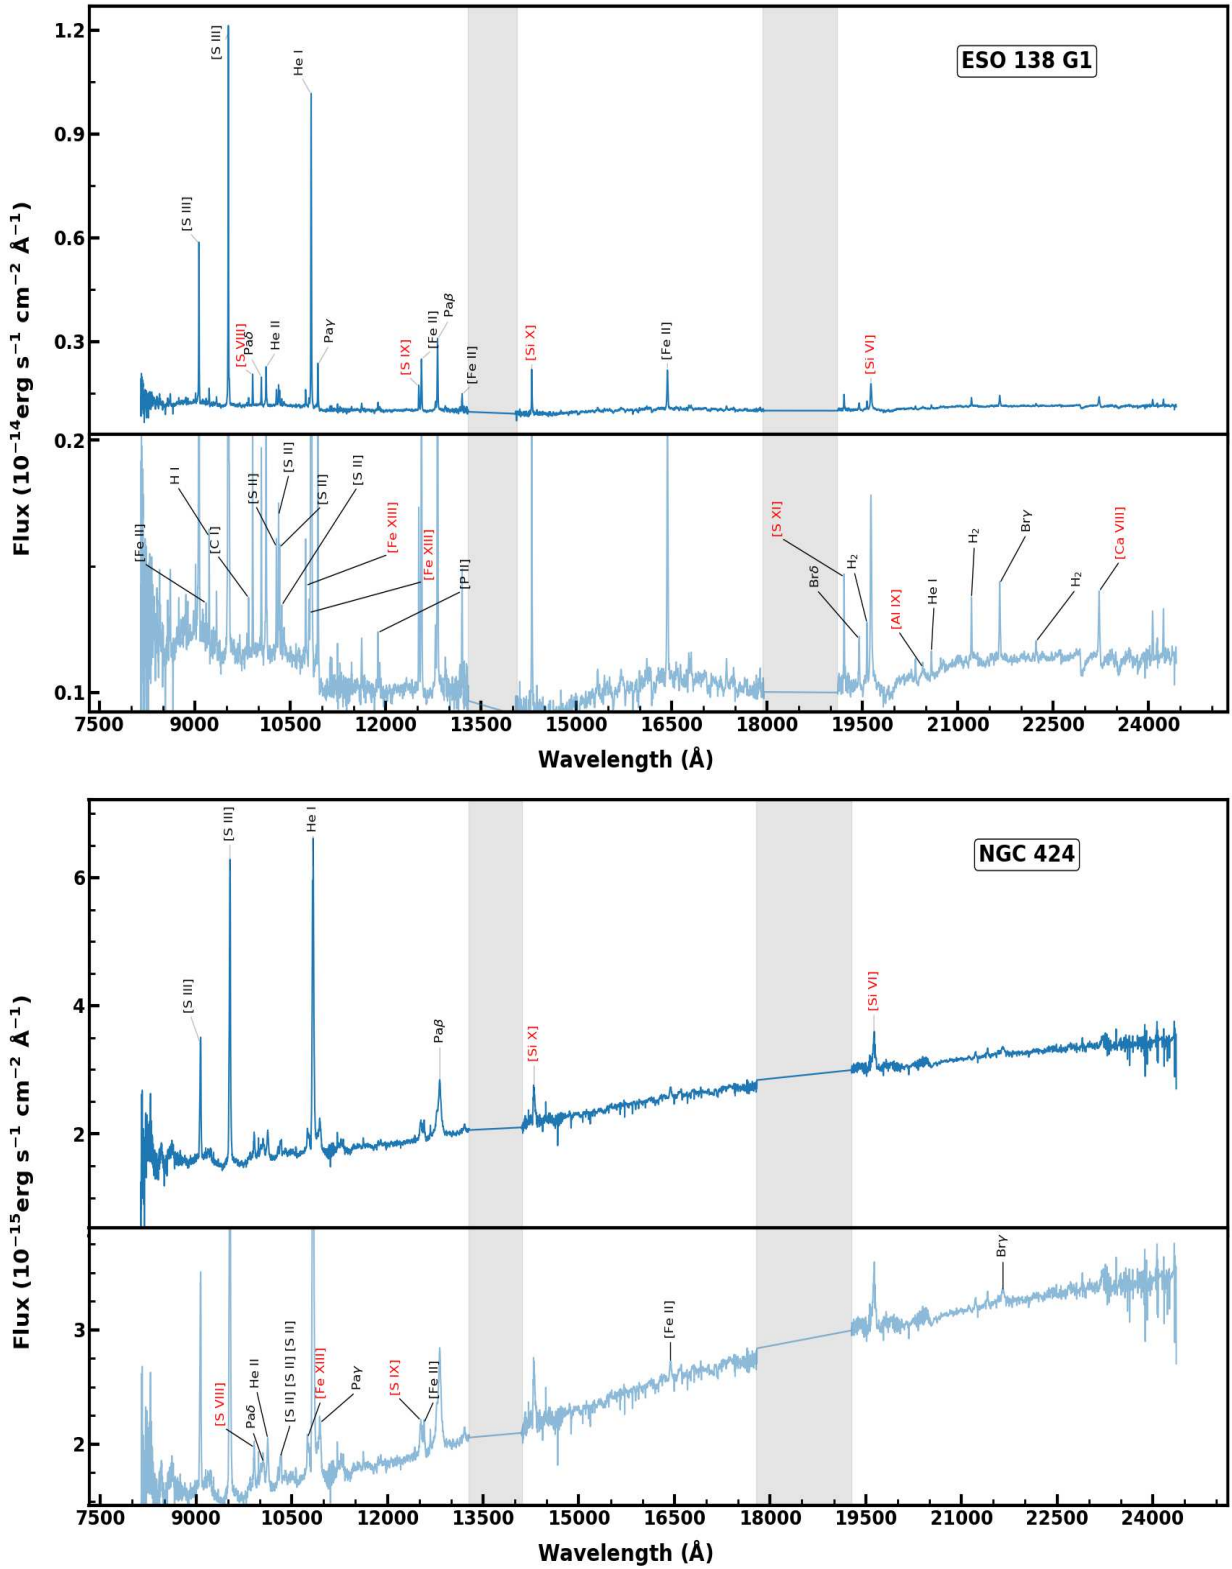 ESO 138 G1
[S III]
[S III]
[S VIII]
Paδ
He II
He I
Paγ
[S IX]
[Fe II]
Paβ
[Fe II]
[Si X]
[Fe II]
[Si VI]
1.2
0.9
0.6
0.3
Flux (10⁻¹⁴erg s⁻¹ cm⁻² Å⁻¹)
0.2
0.1
[Fe II]
H I
[C I]
[S II]
[S II]
[S II]
[S II]
[Fe XIII]
[Fe XIII]
[P II]
[S XI]
Brδ
H₂
[Al IX]
He I
H₂
Brγ
H₂
[Ca VIII]
7500 9000 10500 12000 13500 15000 16500 18000 19500 21000 22500 24000
Wavelength (Å)
NGC 424
[S III]
[S III]
He I
Paβ
[Si X]
[Si VI]
6
4
2
Flux (10⁻¹⁵erg s⁻¹ cm⁻² Å⁻¹)
3
2
[S VIII]
Paδ
He II
[S II] [S II] [S II]
[Fe XIII]
Paγ
[S IX]
[Fe II]
[Fe II]
Brγ
7500 9000 10500 12000 13500 15000 16500 18000 19500 21000 22500 24000
Wavelength (Å)